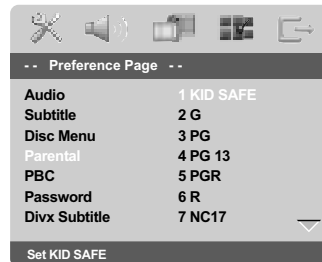 -- Preference Page --
Audio 1 KID SAFE
Subtitle 2 G
Disc Menu 3 PG
Parental 4 PG 13
PBC 5 PGR
Password 6 R
Divx Subtitle 7 NC17
Set KID SAFE